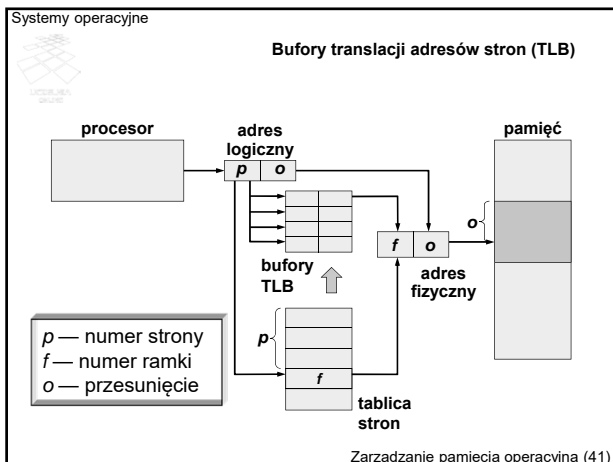 Systemy operacyjne
Bufory translacji adresów stron (TLB)
procesor
adres
logiczny
pamięć
p o
o
f o
bufory
TLB
adres
fizyczny
p — numer strony
f — numer ramki
o — przesunięcie
p
f
tablica
stron
Zarządzanie pamięcią operacyjną (41)